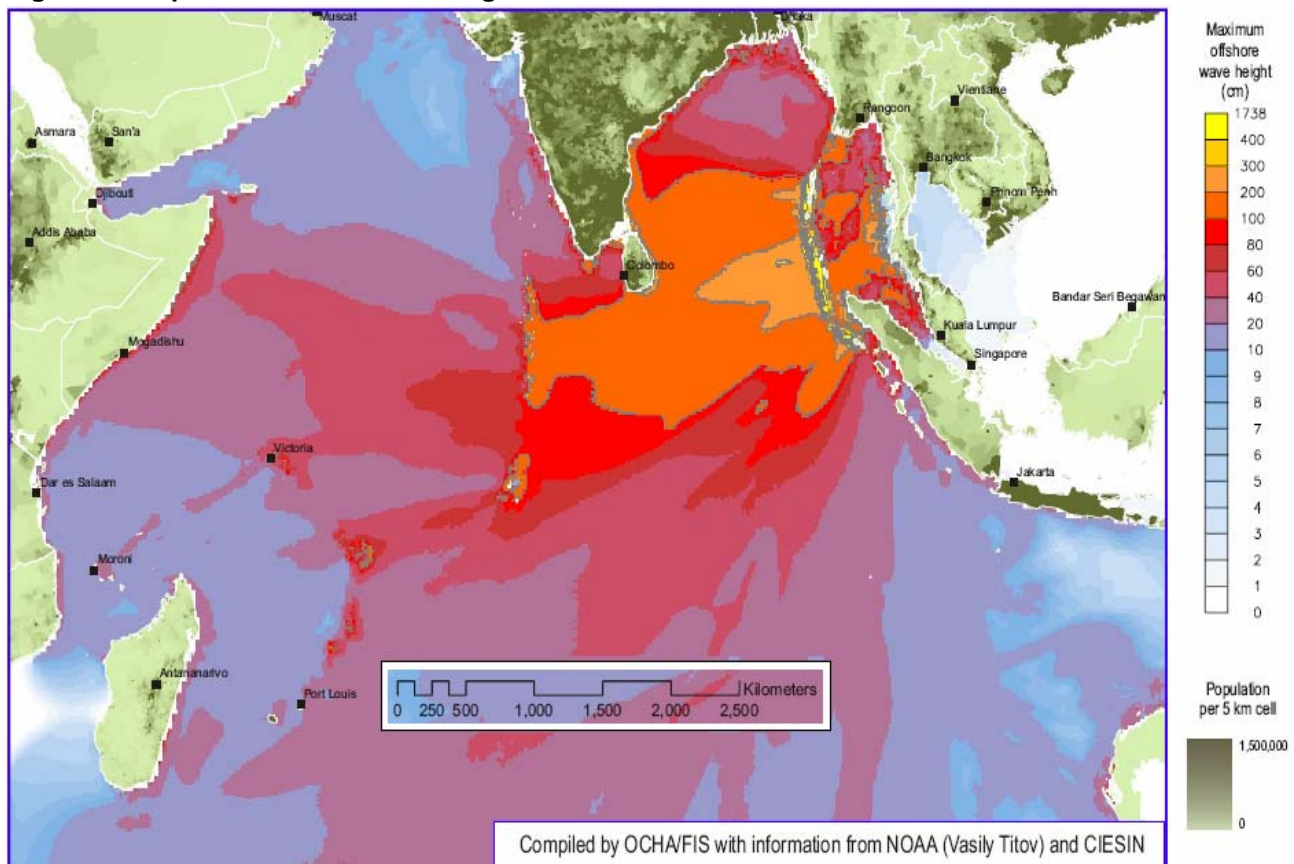 Muscat
Dhaka
Asmara
San'a
Djibouti
Addis Ababa
Mogadishu
Victoria
Dar es Salaam
Moroni
Antananarivo
Port Louis
Colombo
Rangoon
Vientiane
Bangkok
Phnom Penh
Bandar Seri Begawan
Kuala Lumpur
Singapore
Jakarta
Kilometers
0 250 500 1,000 1,500 2,000 2,500
Compiled by OCHA/FIS with information from NOAA (Vasily Titov) and CIESIN
Maximum
offshore
wave height
(cm)
1738
400
300
200
100
80
60
40
20
10
9
8
7
6
5
4
3
2
1
0
Population
per 5 km cell
1,500,000
0